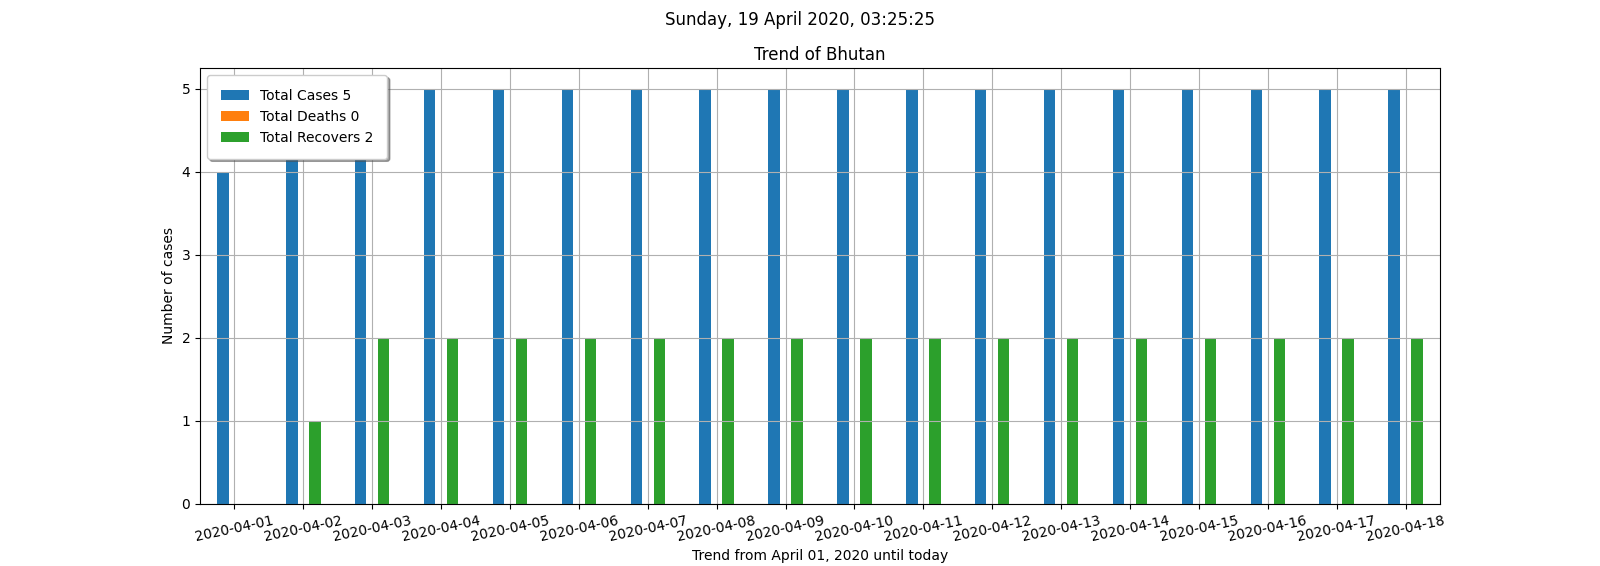 Sunday, 19 April 2020, 03:25:25
Trend of Bhutan
Total Cases 5
Total Deaths 0
Total Recovers 2
Number of cases
5
4
3
2
1
0
2020-04-01 2020-04-02 2020-04-03 2020-04-04 2020-04-05 2020-04-06 2020-04-07 2020-04-08 2020-04-09 2020-04-10 2020-04-11 2020-04-12 2020-04-13 2020-04-14 2020-04-15 2020-04-16 2020-04-17 2020-04-18
Trend from April 01, 2020 until today